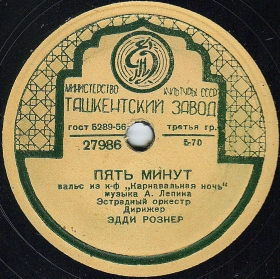 МИНИСТЕРСТВО КУЛЬТУРЫ СССР
ТАШКЕНТСКИЙ ЗАВОД
гост 5289-56 третья гр.
27986 Б-70
ПЯТЬ МИНУТ
вальс из к-ф „Карнавальная ночь“
музыка А. Лепина
Эстрадный оркестр
Дирижер
ЭДДИ РОЗНЕР